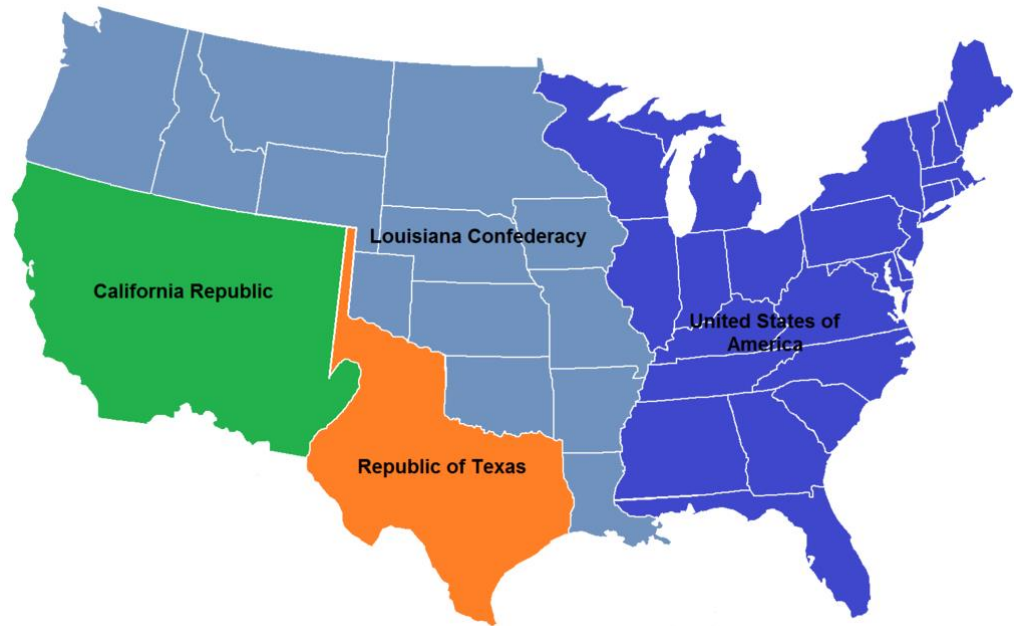 Louisiana Confederacy
California Republic
United States of
America
Republic of Texas